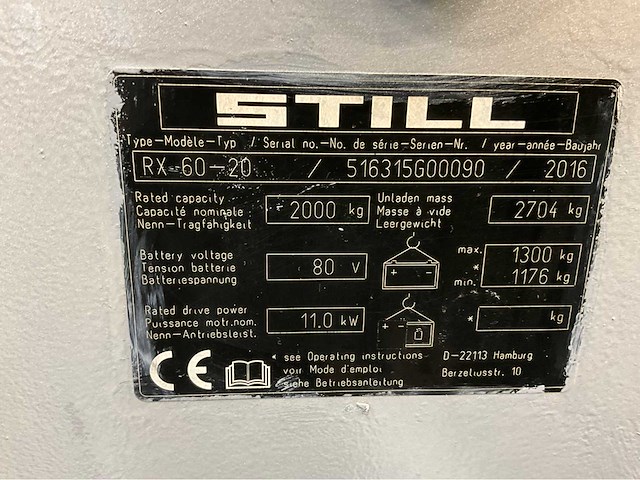 STILL
Type-Modèle-Typ / Serial no.-No. de série-Serien-Nr. / year-année-Baujahr
RX-60-20 / 516315G00090 / 2016
Rated capacity
Capacité nominale
Nenn-Tragfähigkeit
2000 kg
Unladen mass
Masse à vide
Leergewicht
2704 kg
Battery voltage
Tension batterie
Batteriespannung
80 V
max. 1300 kg
*
min. 1176 kg
Rated drive power
Puissance motr.nom.
Nenn-Antriebsleist.
11.0 kW
* kg
* see Operating instructions
voir Mode d'emploi
siehe Betriebsanleitung
D-22113 Hamburg
Berzeliusstr. 10
CE